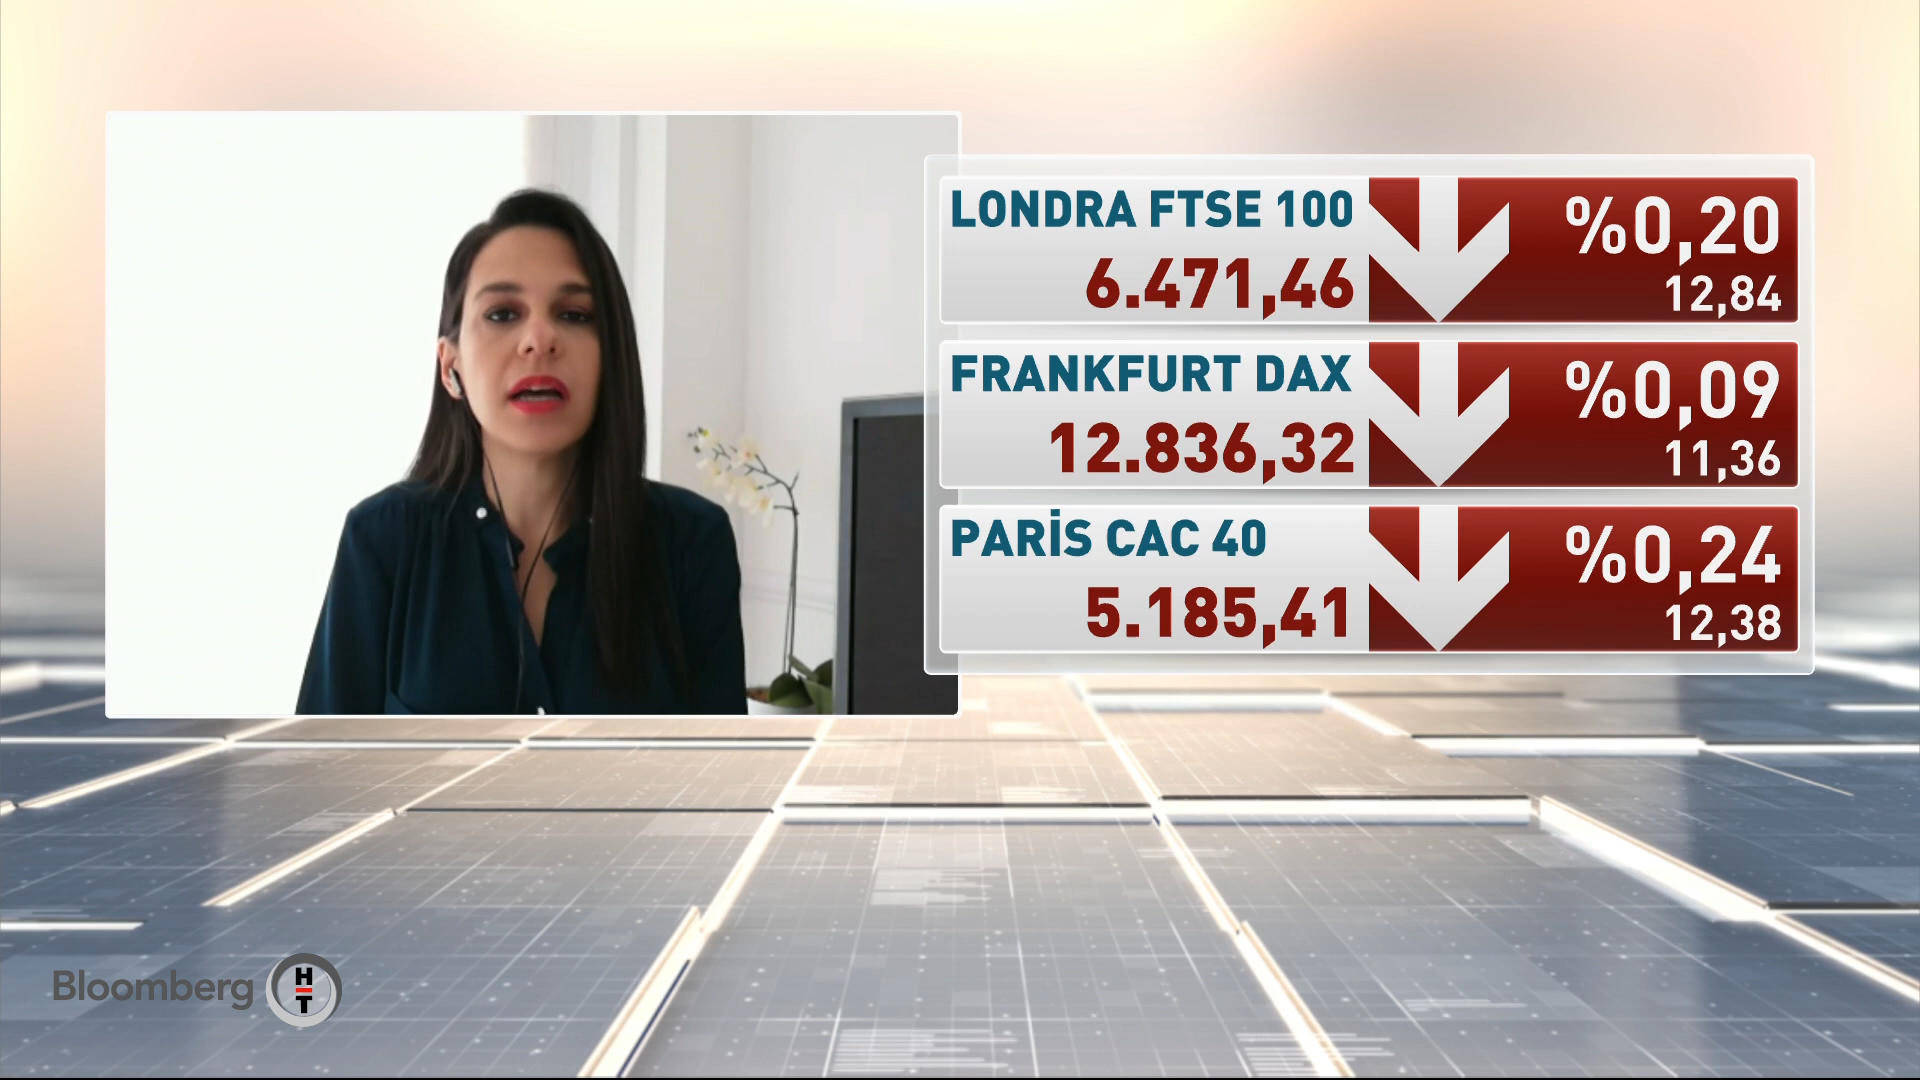 LONDRA FTSE 100
6.471,46
%0,20
12,84
FRANKFURT DAX
12.836,32
%0,09
11,36
PARİS CAC 40
5.185,41
%0,24
12,38
Bloomberg HT